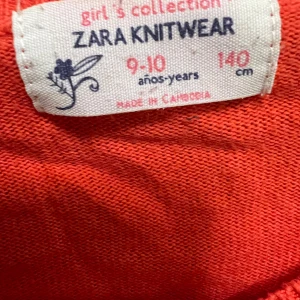 girl's collection
ZARA KNITWEAR
9-10 140
años-years cm
MADE IN CAMBODIA